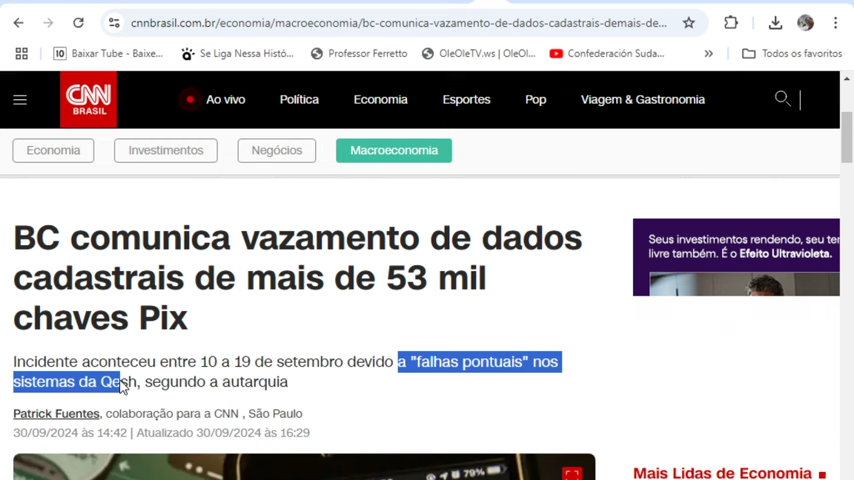 cnnbrasil.com.br/economia/macroeconomia/bc-comunica-vazamento-de-dados-cadastrais-demais-de...
10 Baixar Tube - Baixe... Se Liga Nessa Histó... Professor Ferretto OleOleTV.ws | OleOl... Confederación Suda... » Todos os favoritos
CNN BRASIL Ao vivo Política Economia Esportes Pop Viagem & Gastronomia
Economia Investimentos Negócios Macroeconomia
BC comunica vazamento de dados
cadastrais de mais de 53 mil
chaves Pix
Seus investimentos rendendo, seu te
livre também. É o Efeito Ultravioleta.
Incidente aconteceu entre 10 a 19 de setembro devido a "falhas pontuais" nos
sistemas da Qesh, segundo a autarquia
Patrick Fuentes, colaboração para a CNN , São Paulo
30/09/2024 às 14:42 | Atualizado 30/09/2024 às 16:29
79%
Mais Lidas de Economia